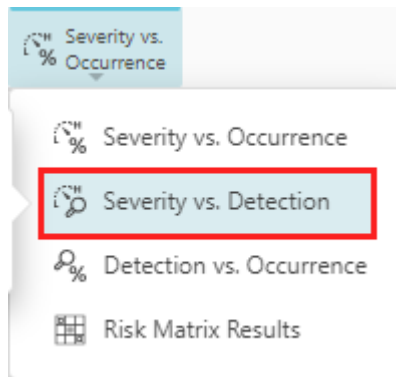 Severity vs.
Occurrence
Severity vs. Occurrence
Severity vs. Detection
Detection vs. Occurrence
Risk Matrix Results